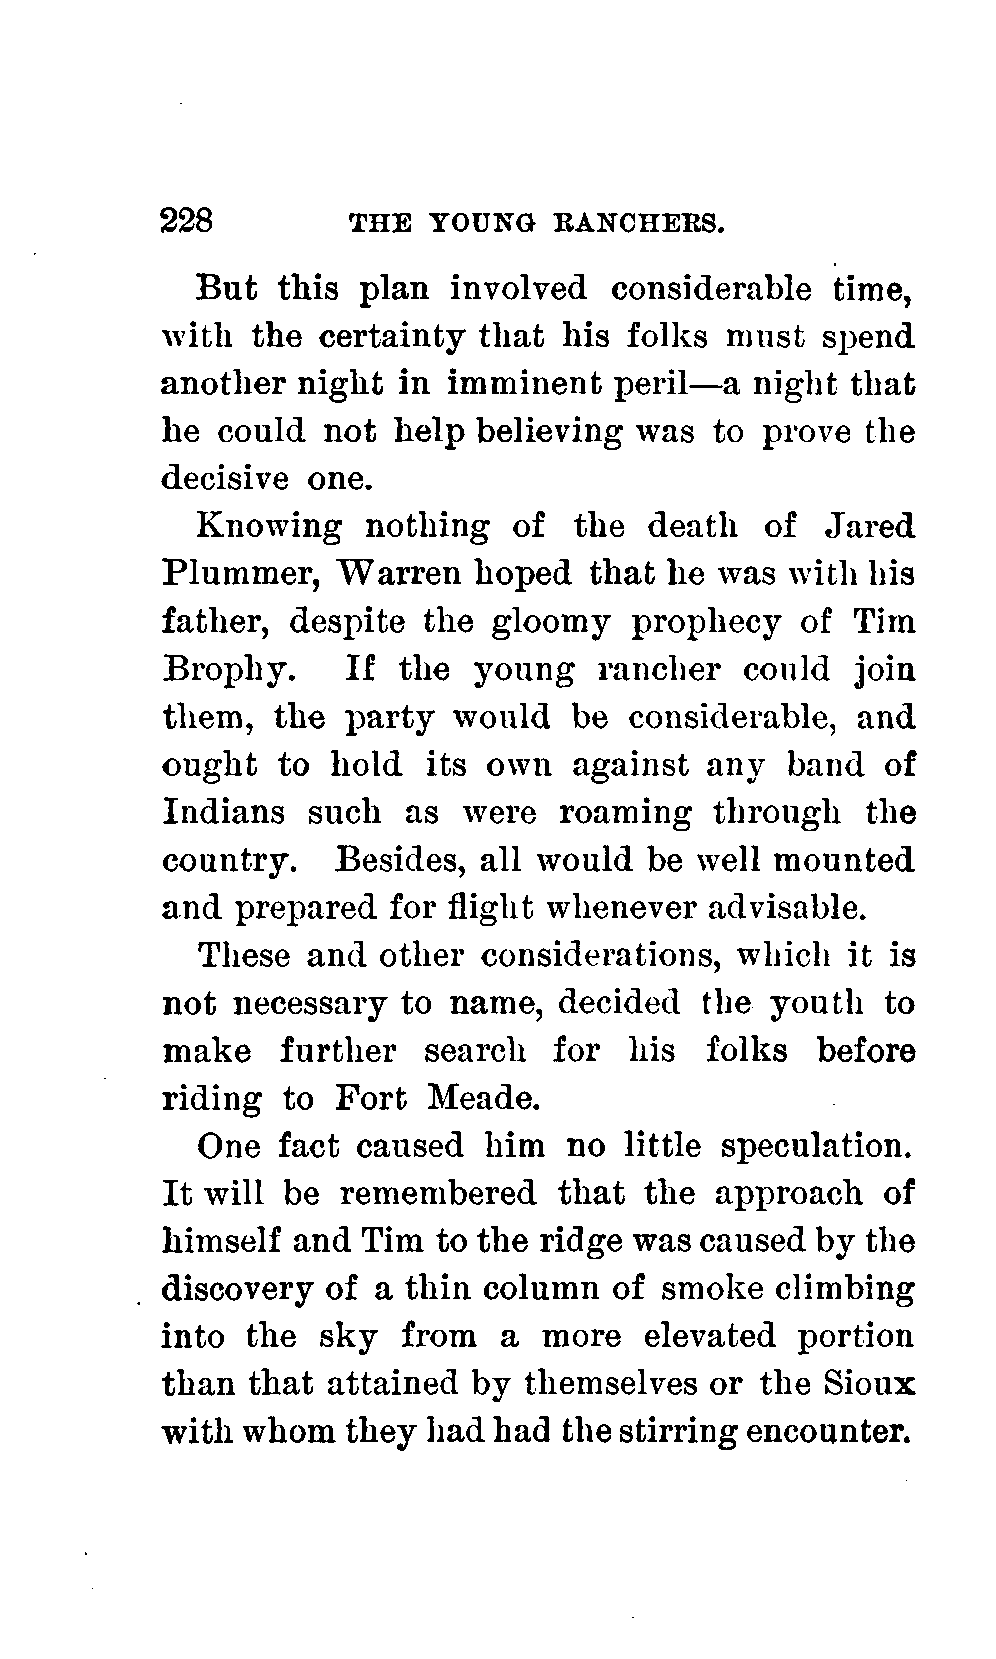 228 THE YOUNG RANCHERS.
But this plan involved considerable time,
with the certainty that his folks must spend
another night in imminent peril—a night that
he could not help believing was to prove the
decisive one.
Knowing nothing of the death of Jared
Plummer, Warren hoped that he was with his
father, despite the gloomy prophecy of Tim
Brophy. If the young rancher could join
them, the party would be considerable, and
ought to hold its own against any band of
Indians such as were roaming through the
country. Besides, all would be well mounted
and prepared for flight whenever advisable.
These and other considerations, which it is
not necessary to name, decided the youth to
make further search for his folks before
riding to Fort Meade.
One fact caused him no little speculation.
It will be remembered that the approach of
himself and Tim to the ridge was caused by the
discovery of a thin column of smoke climbing
into the sky from a more elevated portion
than that attained by themselves or the Sioux
with whom they had had the stirring encounter.